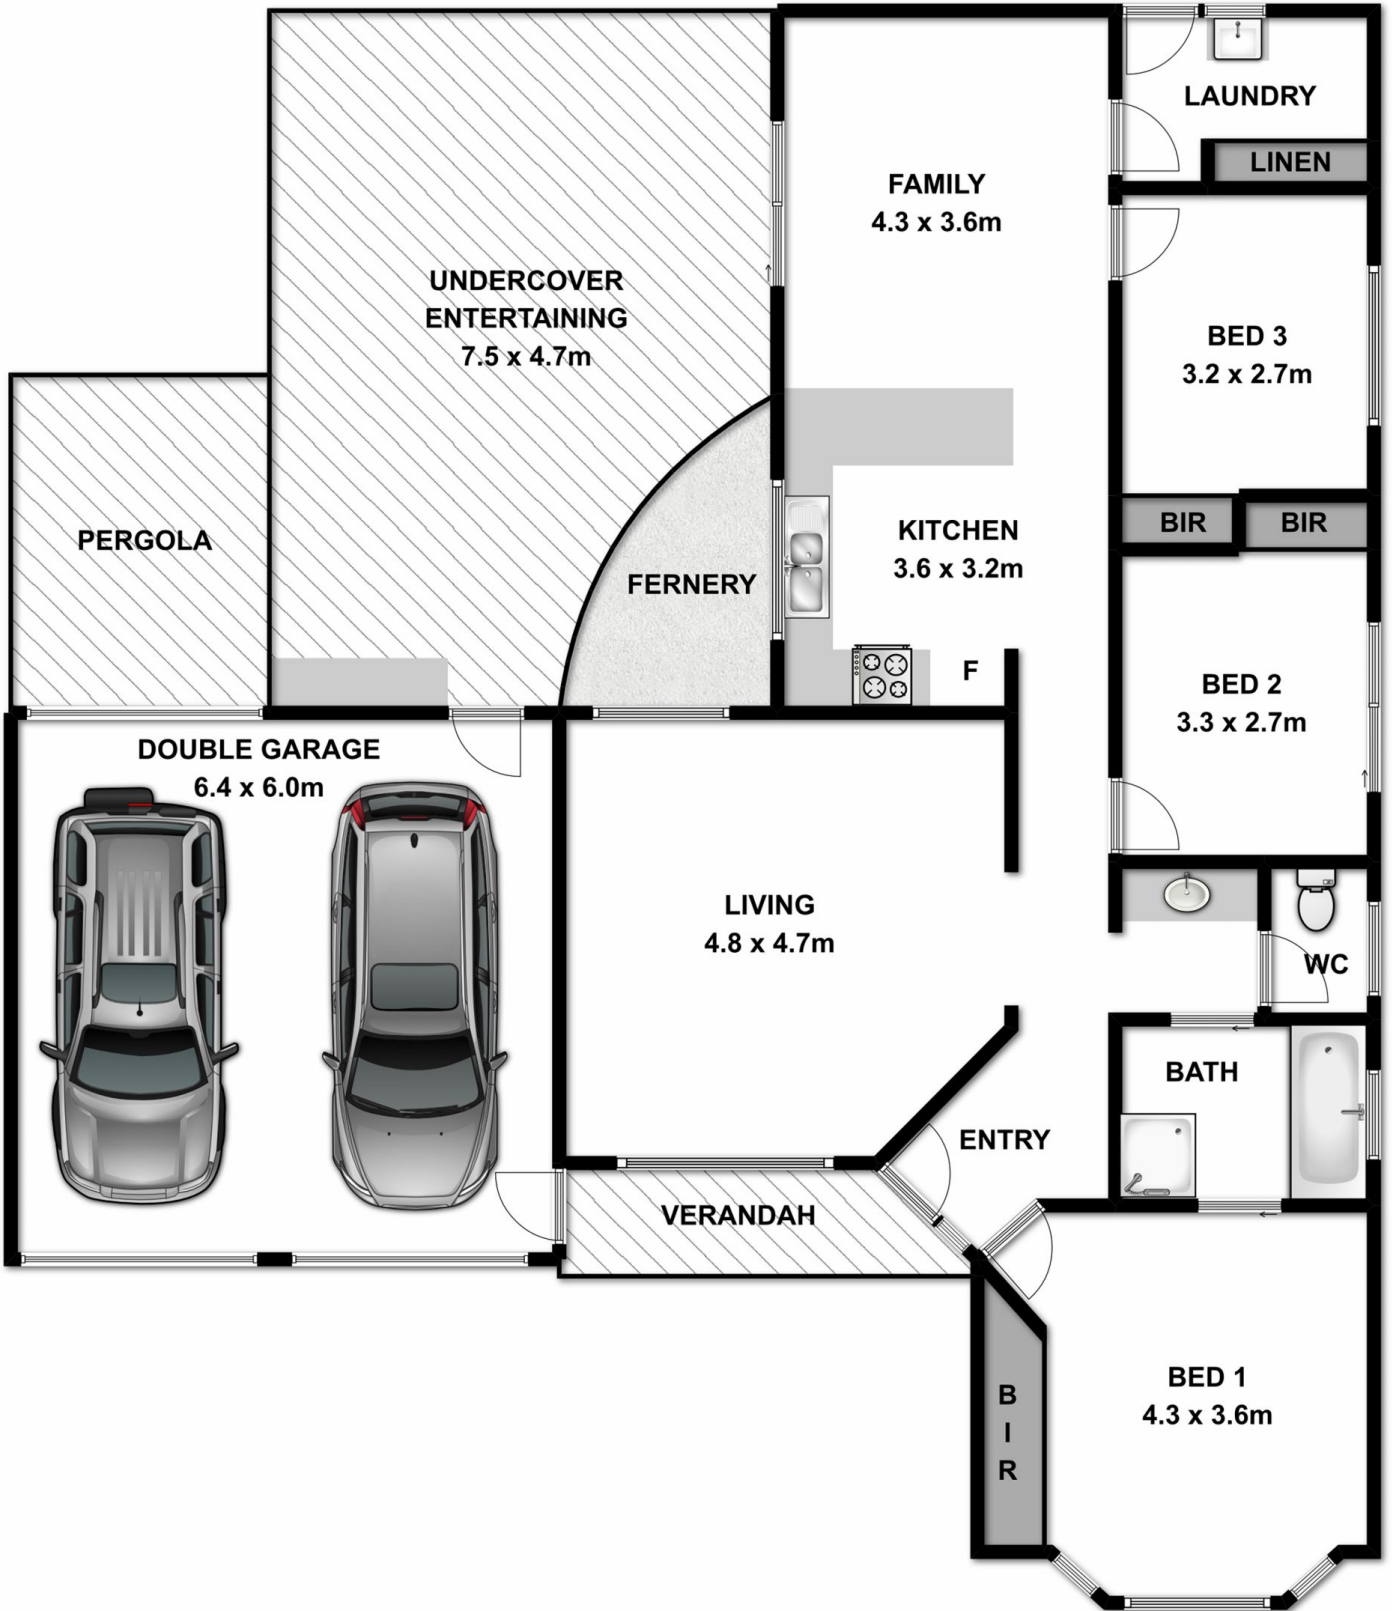 LAUNDRY
LINEN
FAMILY
4.3 x 3.6m
UNDERCOVER
ENTERTAINING
7.5 x 4.7m
BED 3
3.2 x 2.7m
PERGOLA
FERNERY
KITCHEN
3.6 x 3.2m
BIR
BIR
F
BED 2
3.3 x 2.7m
DOUBLE GARAGE
6.4 x 6.0m
LIVING
4.8 x 4.7m
WC
BATH
ENTRY
VERANDAH
BED 1
4.3 x 3.6m
B
I
R